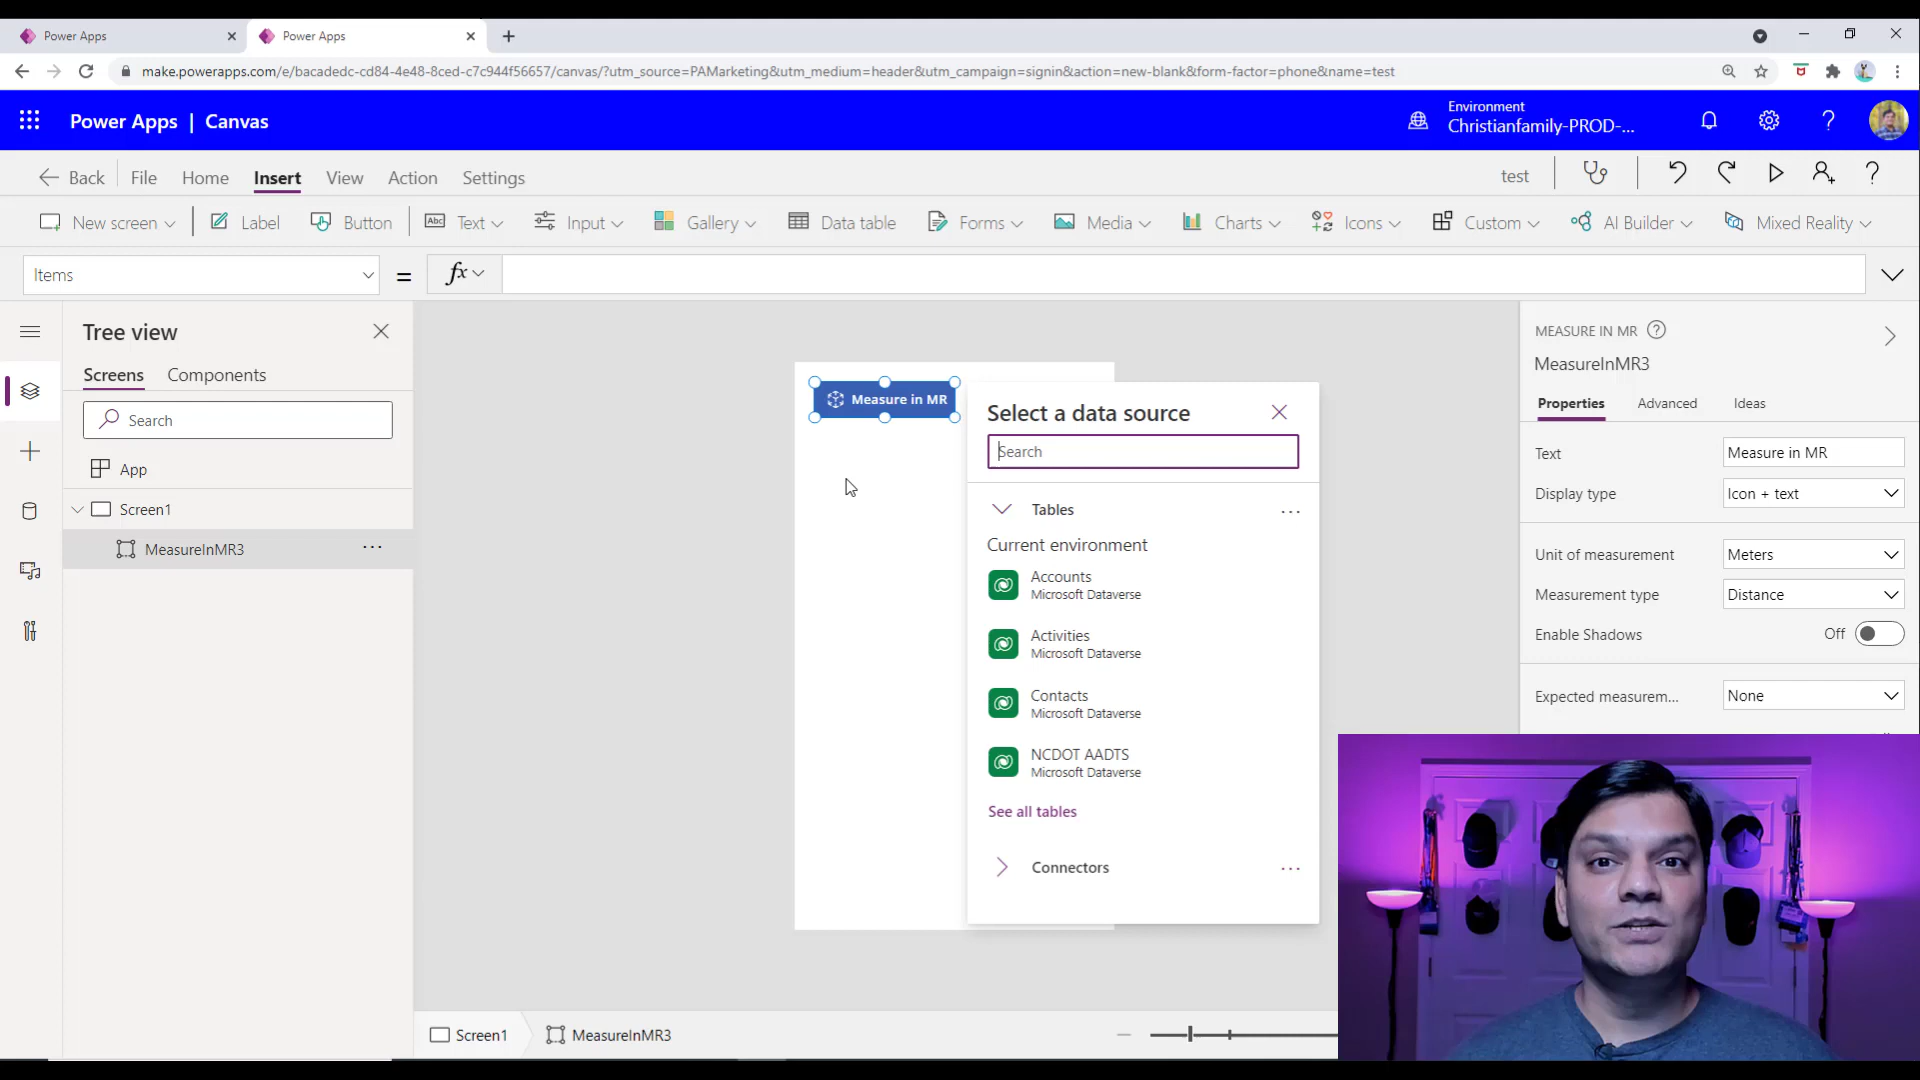 Power Apps
Power Apps
make.powerapps.com/e/bacadedc-cd84-4e48-8ced-c7c944f56657/canvas/?utm_source=PAMarketing&utm_medium=header&utm_campaign=signin&action=new-blank&form-factor=phone&name=test
Power Apps | Canvas
Environment
Christianfamily-PROD-...
Back File Home Insert View Action Settings test
New screen Label Button Text Input Gallery Data table Forms Media Charts Icons Custom AI Builder Mixed Reality
Items = fx
Tree view
Screens Components
Search
App
Screen1
MeasureInMR3 ...
Measure in MR
Select a data source
Search
Tables ...
Current environment
Accounts
Microsoft Dataverse
Activities
Microsoft Dataverse
Contacts
Microsoft Dataverse
NCDOT AADTS
Microsoft Dataverse
See all tables
Connectors ...
MEASURE IN MR
MeasureInMR3
Properties Advanced Ideas
Text Measure in MR
Display type Icon + text
Unit of measurement Meters
Measurement type Distance
Enable Shadows Off
Expected measurem... None
Screen1 MeasureInMR3